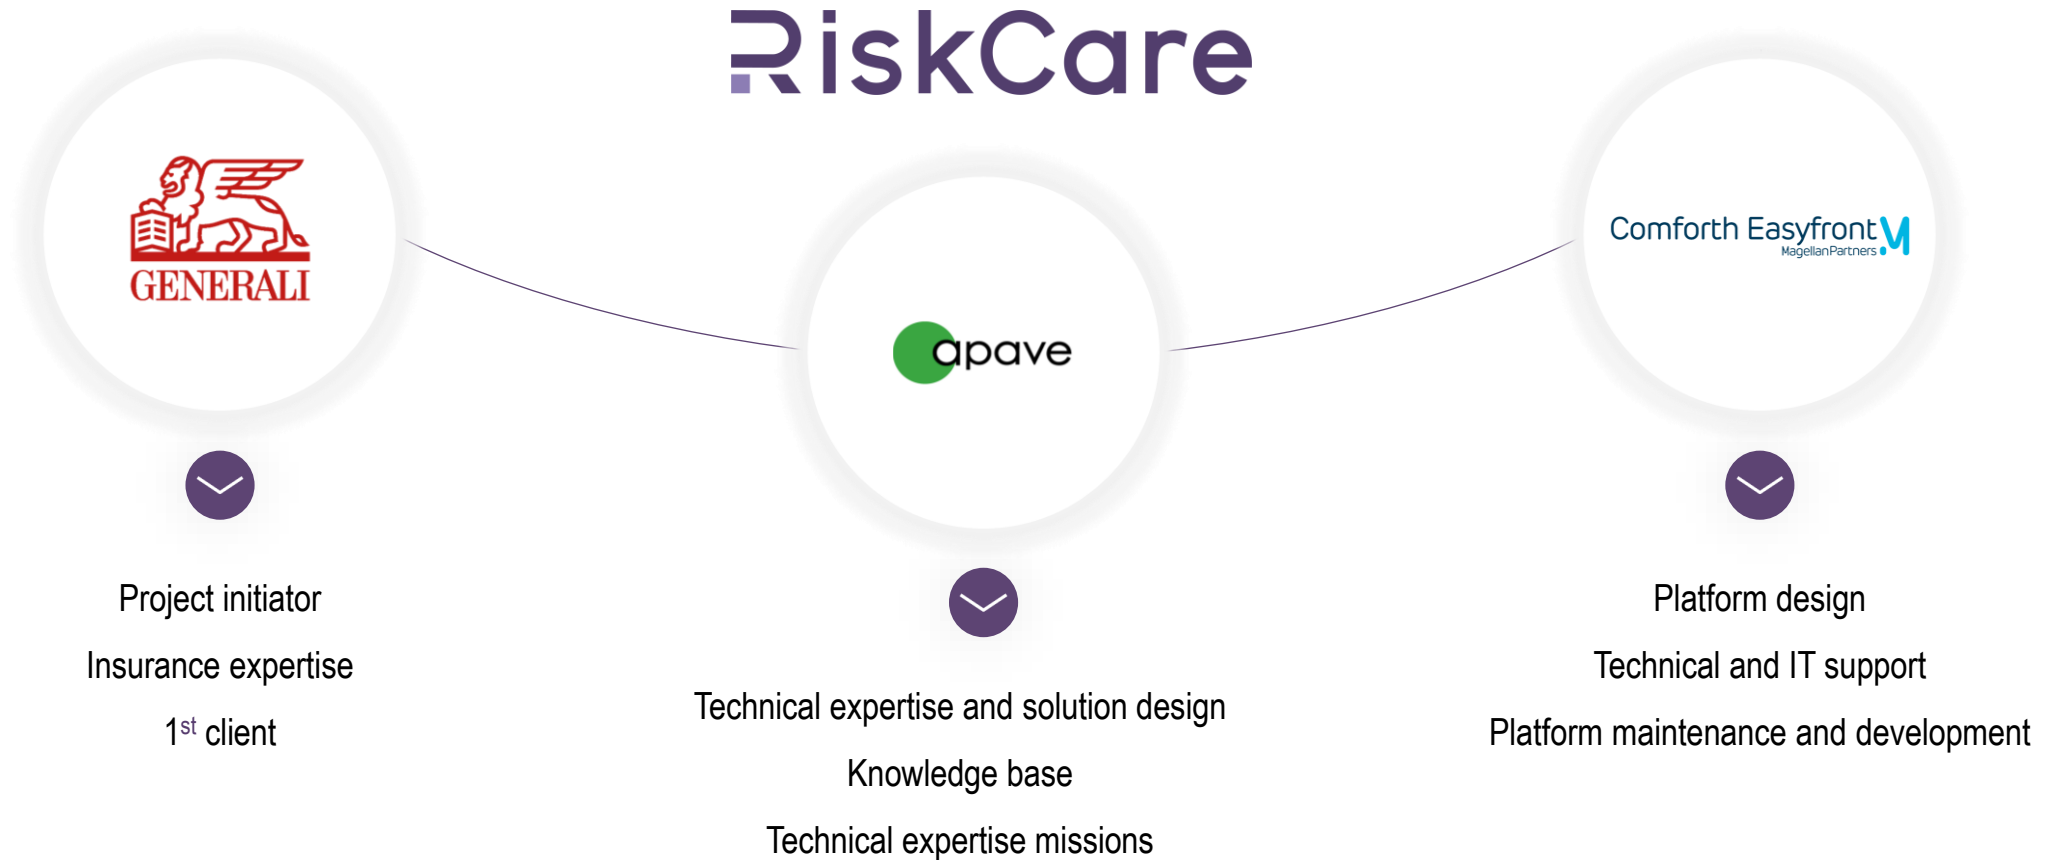 RiskCare
GENERALI
Project initiator
Insurance expertise
1st client
apave
Technical expertise and solution design
Knowledge base
Technical expertise missions
Comforth Easyfront
MagellanPartners
Platform design
Technical and IT support
Platform maintenance and development